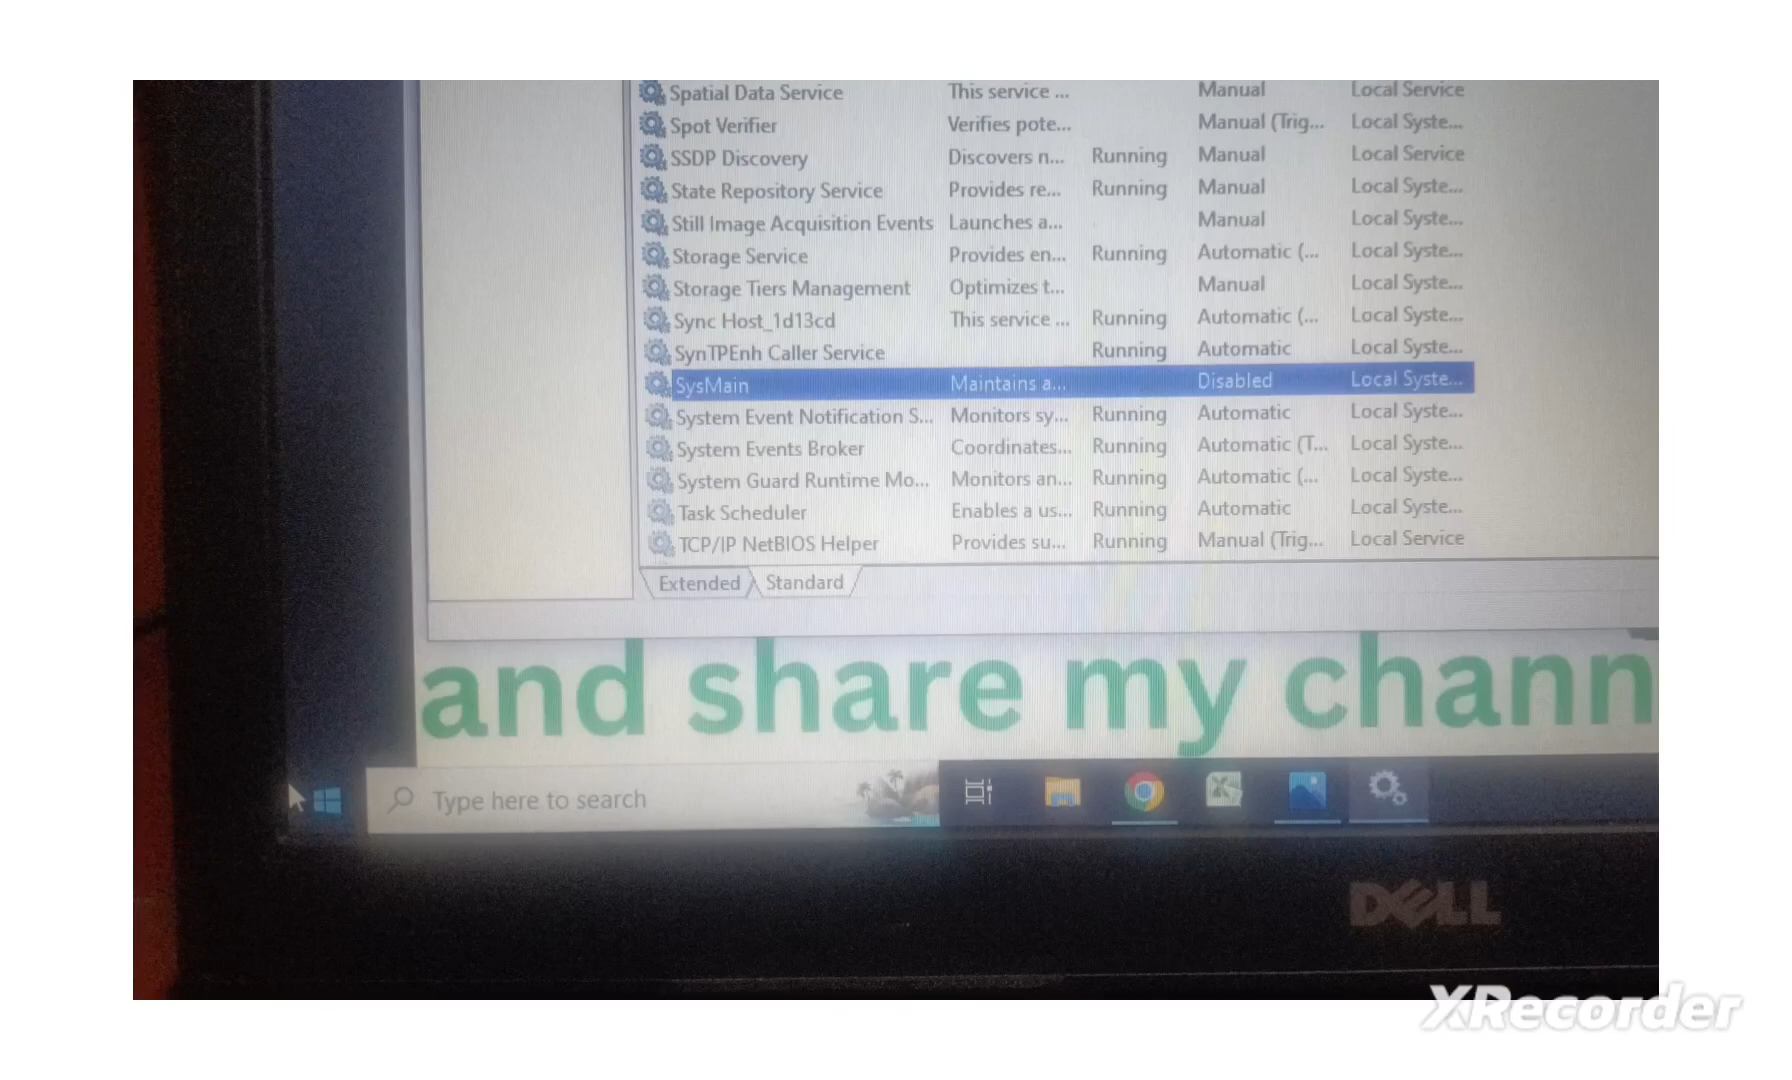 Spatial Data Service This service ... Manual Local Service
Spot Verifier Verifies pote... Manual (Trig... Local Syste...
SSDP Discovery Discovers n... Running Manual Local Service
State Repository Service Provides re... Running Manual Local Syste...
Still Image Acquisition Events Launches a... Manual Local Syste...
Storage Service Provides en... Running Automatic (... Local Syste...
Storage Tiers Management Optimizes t... Manual Local Syste...
Sync Host_1d13cd This service ... Running Automatic (... Local Syste...
SynTPEnh Caller Service Running Automatic Local Syste...
SysMain Maintains a... Disabled Local Syste...
System Event Notification S... Monitors sy... Running Automatic Local Syste...
System Events Broker Coordinates... Running Automatic (T... Local Syste...
System Guard Runtime Mo... Monitors an... Running Automatic (... Local Syste...
Task Scheduler Enables a us... Running Automatic Local Syste...
TCP/IP NetBIOS Helper Provides su... Running Manual (Trig... Local Service
Extended Standard
and share my chann
Type here to search
DELL
XRecorder